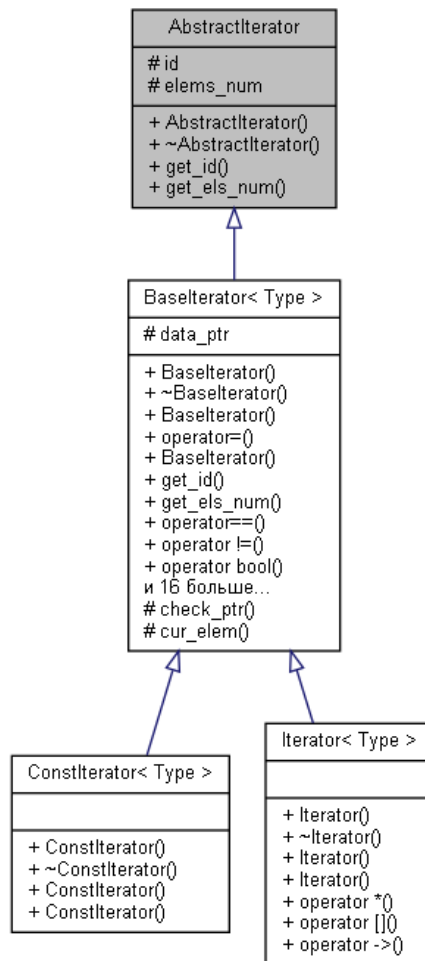 AbstractIterator
# id
# elems_num
+ AbstractIterator()
+ ~AbstractIterator()
+ get_id()
+ get_els_num()
BaseIterator< Type >
# data_ptr
+ BaseIterator()
+ ~BaseIterator()
+ BaseIterator()
+ operator=()
+ BaseIterator()
+ get_id()
+ get_els_num()
+ operator==()
+ operator !=()
+ operator bool()
и 16 больше...
# check_ptr()
# cur_elem()
ConstIterator< Type >
+ ConstIterator()
+ ~ConstIterator()
+ ConstIterator()
+ ConstIterator()
Iterator< Type >
+ Iterator()
+ ~Iterator()
+ Iterator()
+ Iterator()
+ operator *()
+ operator []()
+ operator ->()